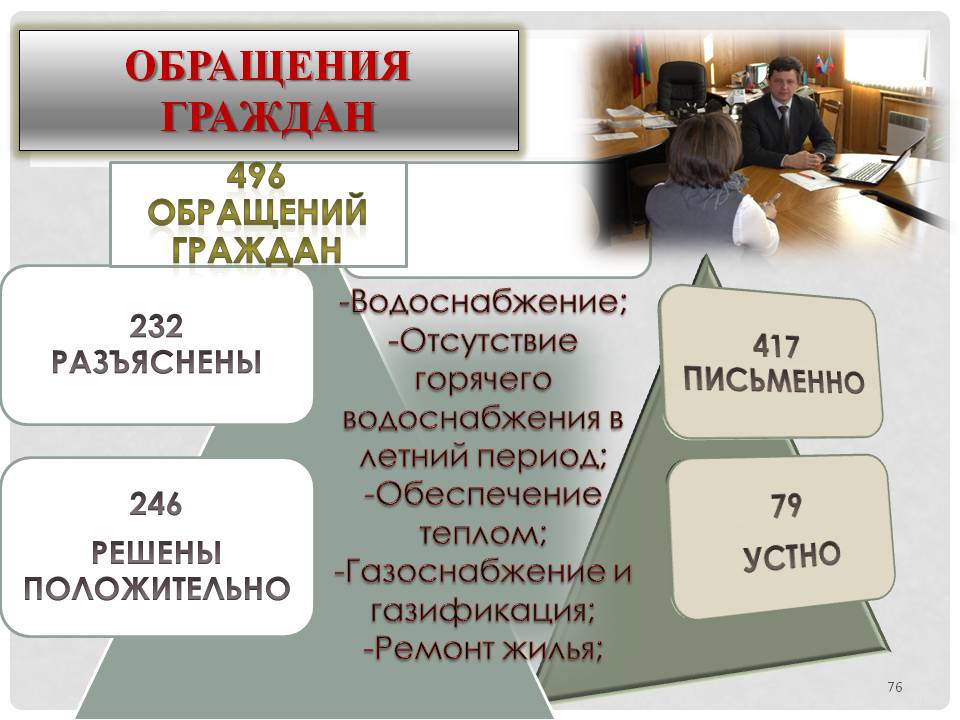 ОБРАЩЕНИЯ
ГРАЖДАН
496
ОБРАЩЕНИЙ
ГРАЖДАН
232
РАЗЪЯСНЕНЫ
246
РЕШЕНЫ
ПОЛОЖИТЕЛЬНО
-Водоснабжение;
-Отсутствие
горячего
водоснабжения в
летний период;
-Обеспечение
теплом;
-Газоснабжение и
газификация;
-Ремонт жилья;
417
ПИСЬМЕННО
79
УСТНО
76